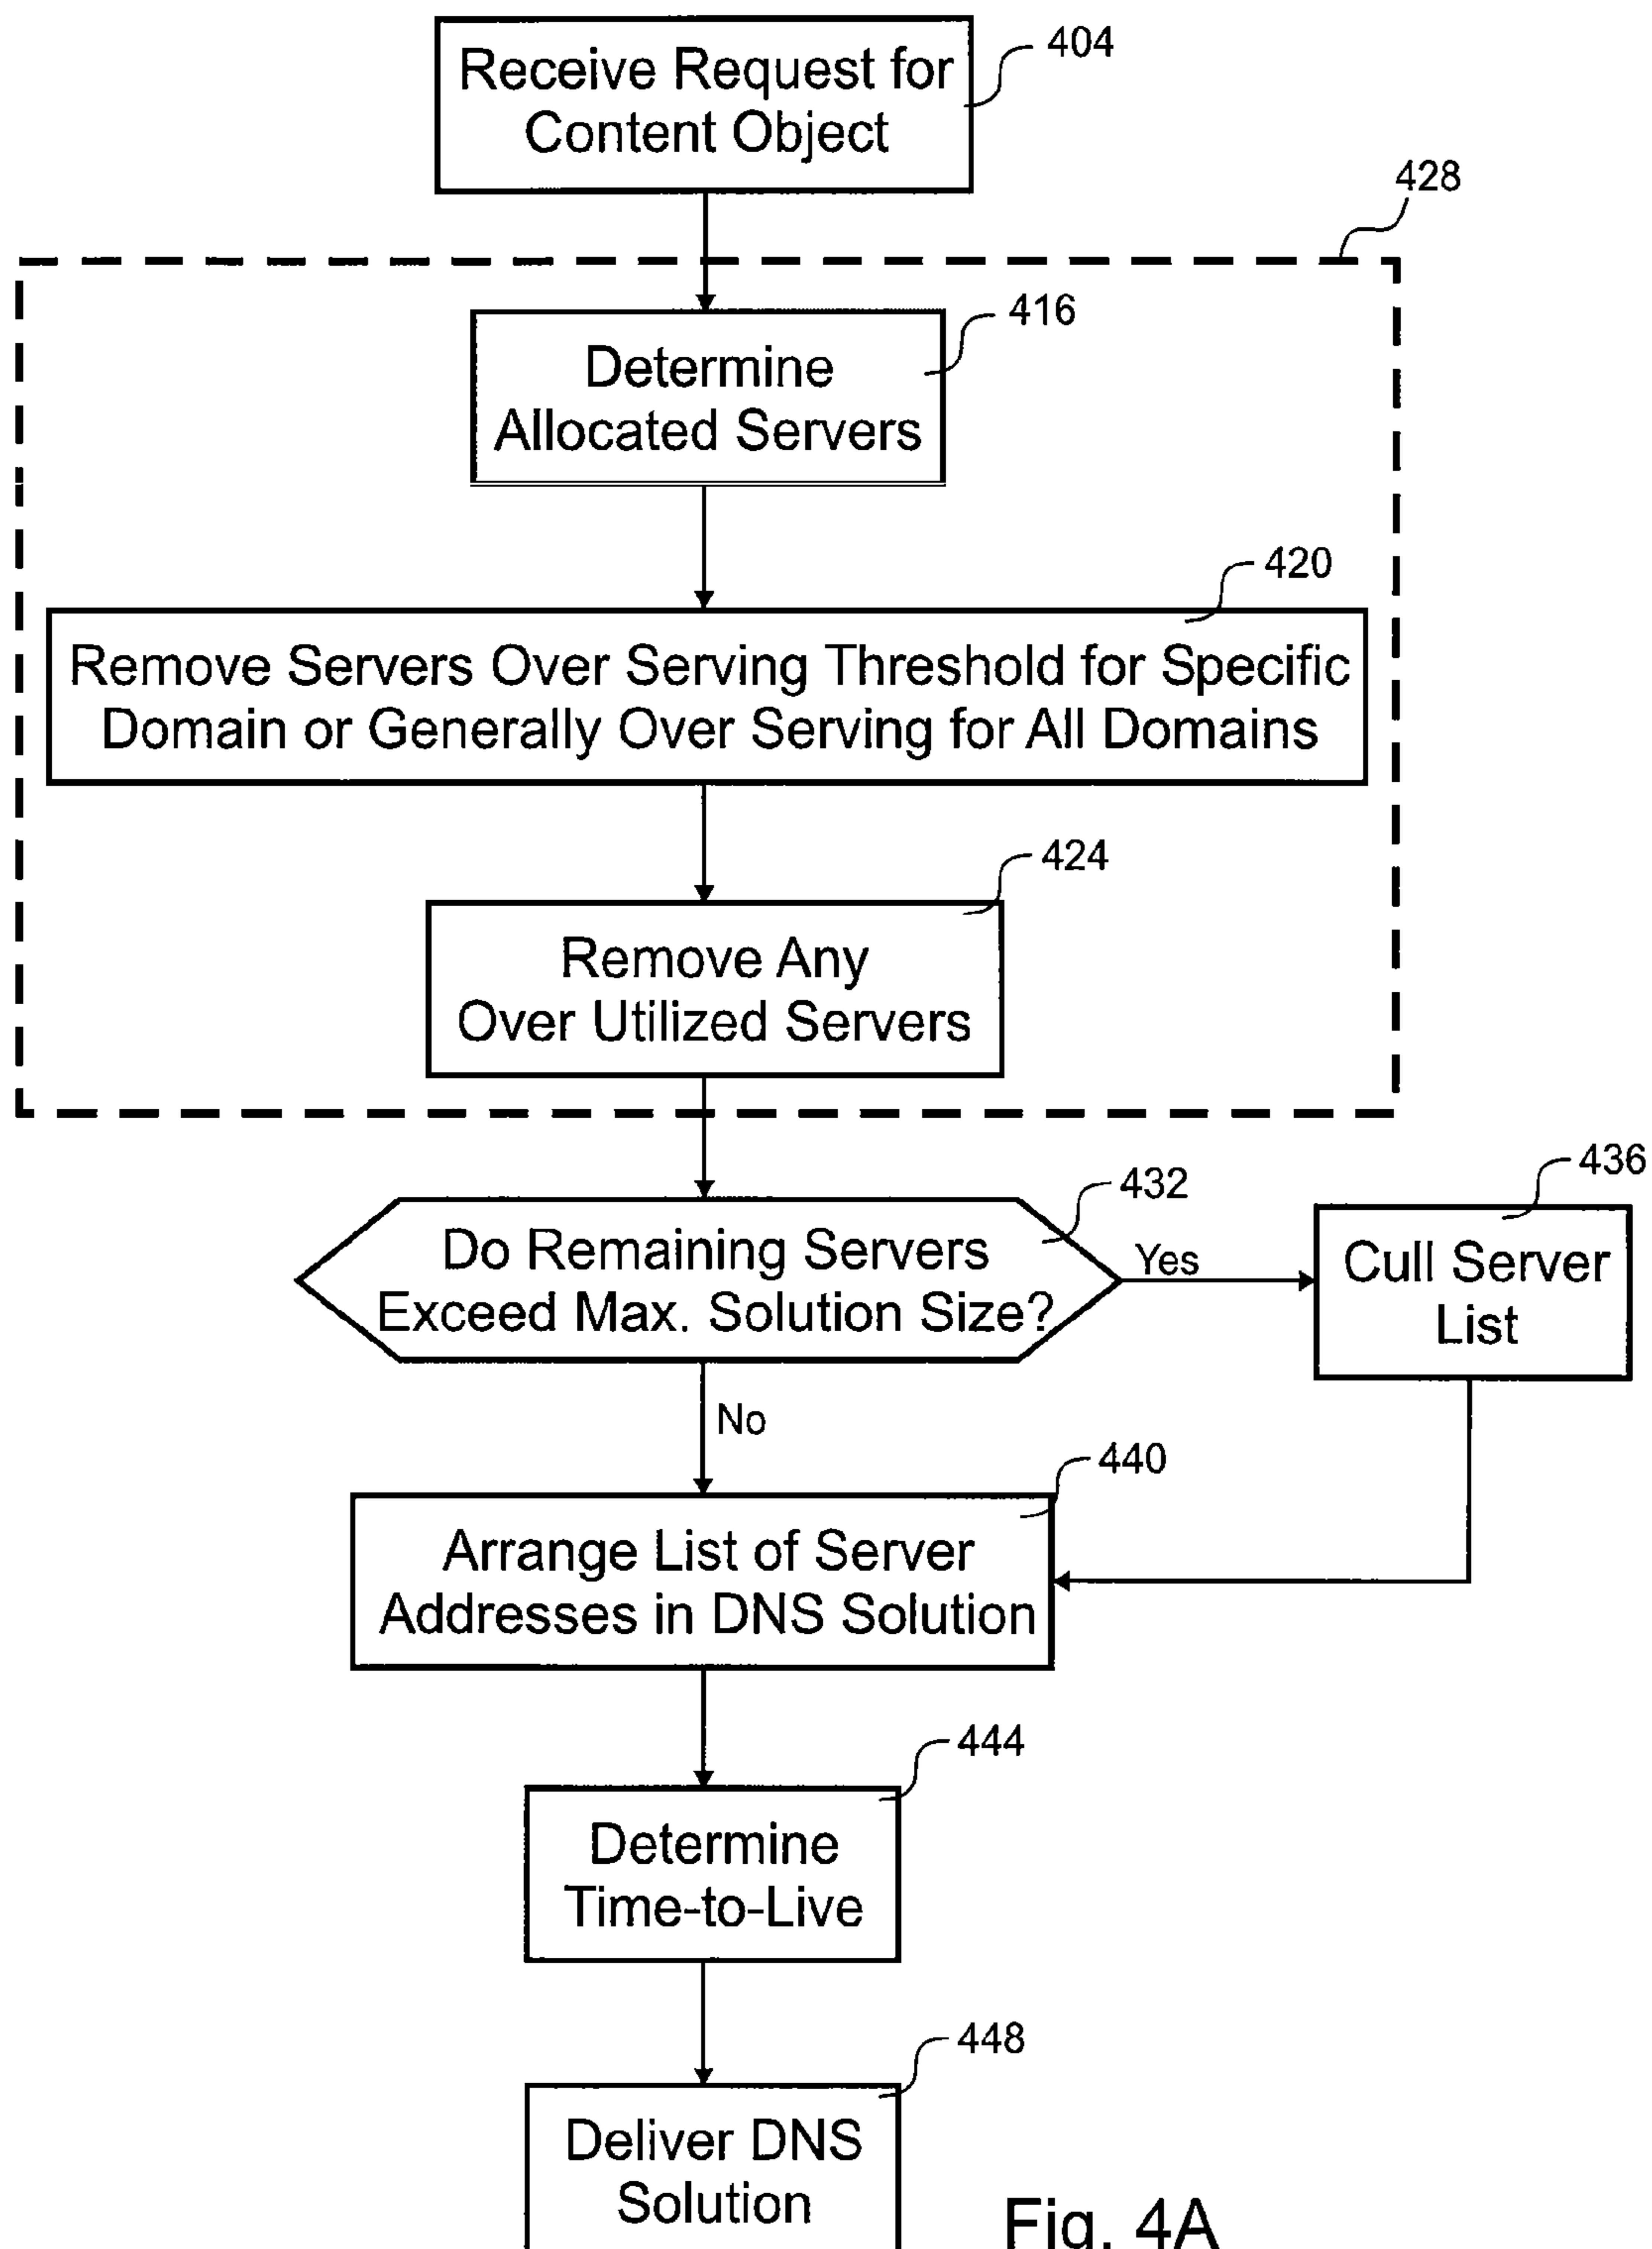 Receive Request for
Content Object
404
428
Determine
Allocated Servers
416
420
Remove Servers Over Serving Threshold for Specific
Domain or Generally Over Serving for All Domains
424
Remove Any
Over Utilized Servers
432
Do Remaining Servers
Exceed Max. Solution Size?
Yes
436
Cull Server
List
No
440
Arrange List of Server
Addresses in DNS Solution
444
Determine
Time-to-Live
448
Deliver DNS
Solution
Fig. 4A